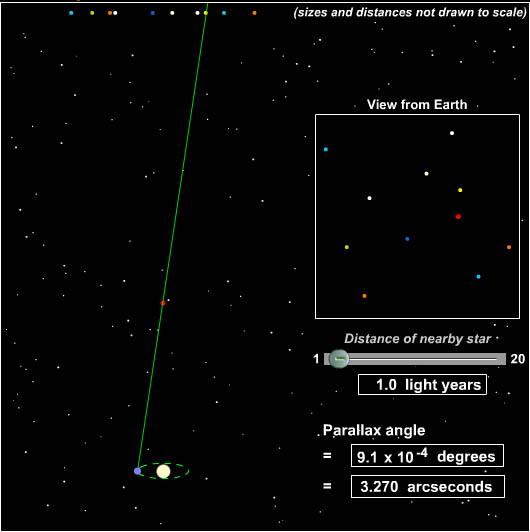 (sizes and distances not drawn to scale)
View from Earth
Distance of nearby star
1 20
1.0 light years
Parallax angle
= 9.1 x 10⁻⁴ degrees
= 3.270 arcseconds